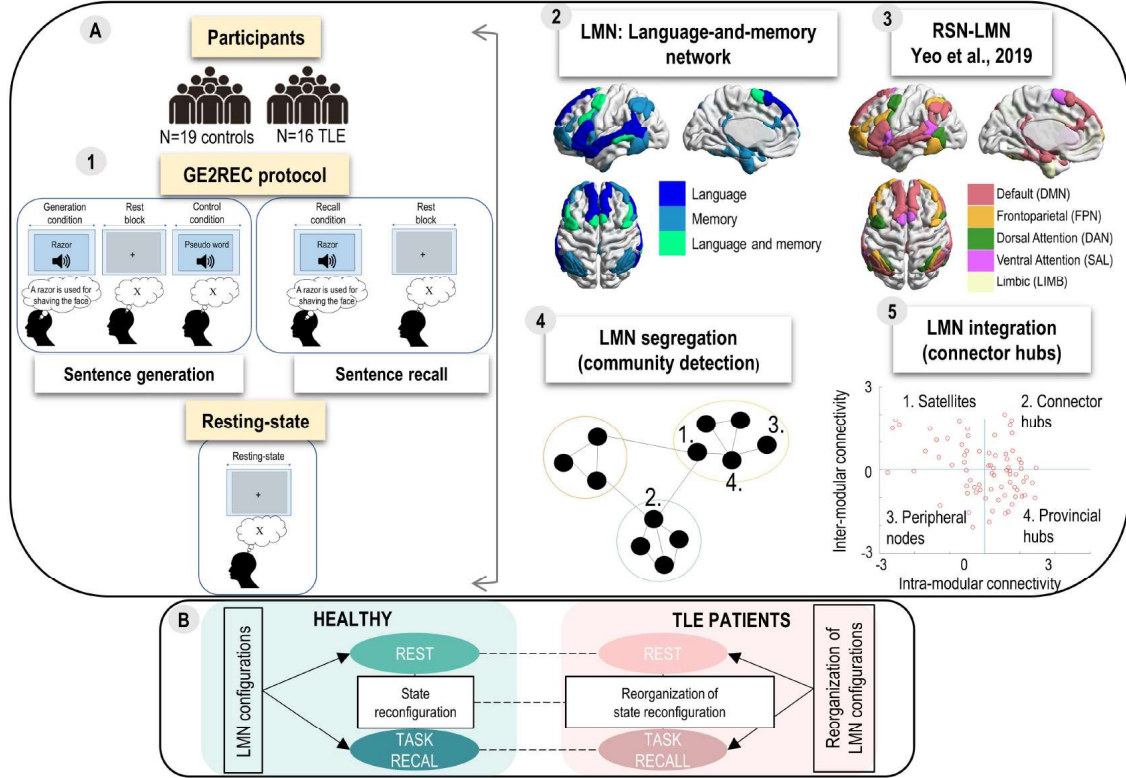 A
Participants
N=19 controls
N=16 TLE
1
GE2REC protocol
Generation
condition
Rest
block
Control
condition
Recall
condition
Rest
block
Razor
+
Pseudo word
Razor
+
A razor is used for
shaving the face
X
X
A razor is used for
shaving the face
X
Sentence generation
Sentence recall
Resting-state
Resting-state
+
X
2
LMN: Language-and-memory
network
Language
Memory
Language and memory
3
RSN-LMN
Yeo et al., 2019
Default (DMN)
Frontoparietal (FPN)
Dorsal Attention (DAN)
Ventral Attention (SAL)
Limbic (LIMB)
4
LMN segregation
(community detection)
1.
3.
4.
2.
5
LMN integration
(connector hubs)
Inter-modular connectivity
3
0
-3
1. Satellites
2. Connector
hubs
3. Peripheral
nodes
4. Provincial
hubs
0
3
Intra-modular connectivity
B
HEALTHY
TLE PATIENTS
LMN configurations
REST
REST
State
reconfiguration
Reorganization of
state reconfiguration
TASK
RECAL
TASK
RECALL
Reorganization of
LMN configurations